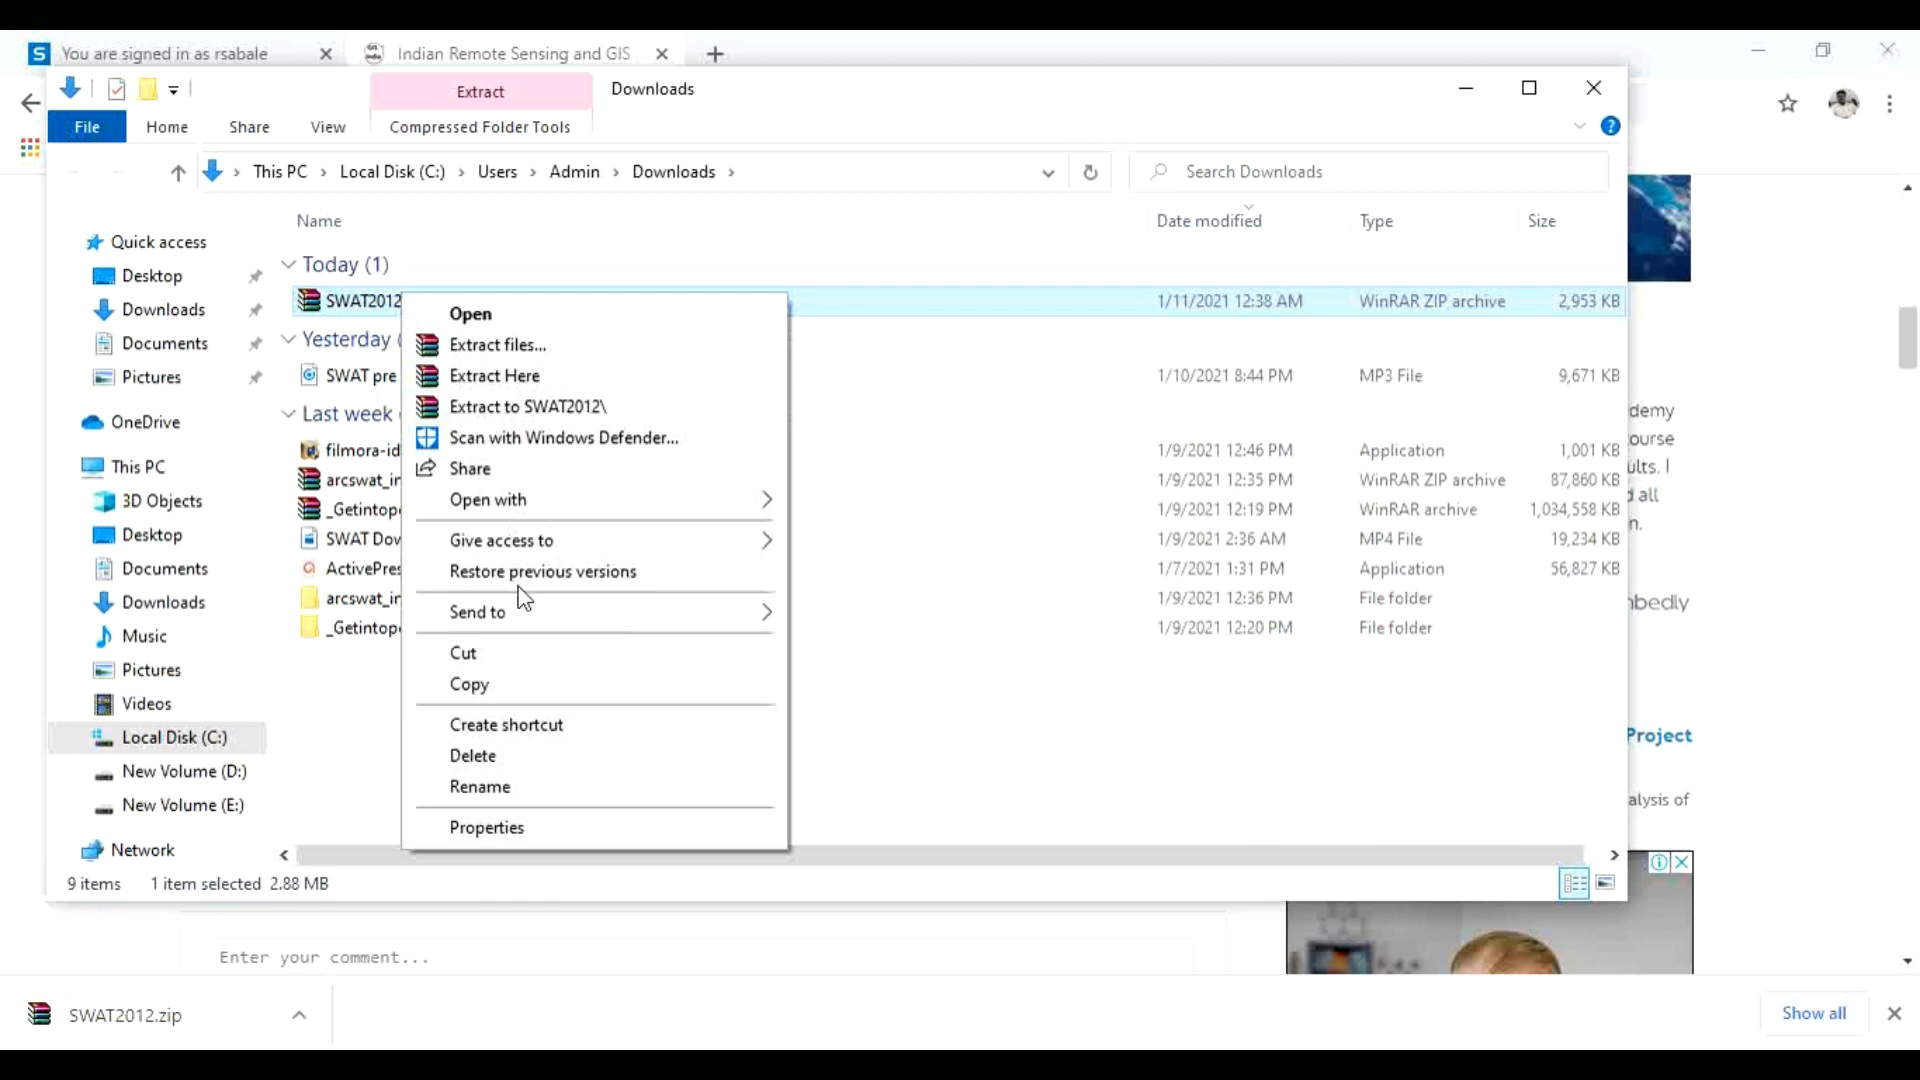 You are signed in as rsabale
Indian Remote Sensing and GIS
Extract
Downloads
File
Home
Share
View
Compressed Folder Tools
This PC
Local Disk (C:)
Users
Admin
Downloads
Search Downloads
Name
Date modified
Type
Size
Quick access
Desktop
Downloads
Documents
Pictures
OneDrive
This PC
3D Objects
Desktop
Documents
Downloads
Music
Pictures
Videos
Local Disk (C:)
New Volume (D:)
New Volume (E:)
Network
Today (1)
SWAT2012 1/11/2021 12:38 AM WinRAR ZIP archive 2,953 KB
Yesterday (
SWAT pre 1/10/2021 8:44 PM MP3 File 9,671 KB
Last week
filmora-id 1/9/2021 12:46 PM Application 1,001 KB
arcswat_in 1/9/2021 12:35 PM WinRAR ZIP archive 87,860 KB
_Getintope 1/9/2021 12:19 PM WinRAR archive 1,034,558 KB
SWAT Dow 1/9/2021 2:36 AM MP4 File 19,234 KB
ActivePres 1/7/2021 1:31 PM Application 56,827 KB
arcswat_in 1/9/2021 12:36 PM File folder
_Getintope 1/9/2021 12:20 PM File folder
Open
Extract files...
Extract Here
Extract to SWAT2012\
Scan with Windows Defender...
Share
Open with
Give access to
Restore previous versions
Send to
Cut
Copy
Create shortcut
Delete
Rename
Properties
9 items 1 item selected 2.88 MB
demy
ourse
ults. I
d all
n.
bedly
Project
alysis of
Enter your comment...
SWAT2012.zip
Show all